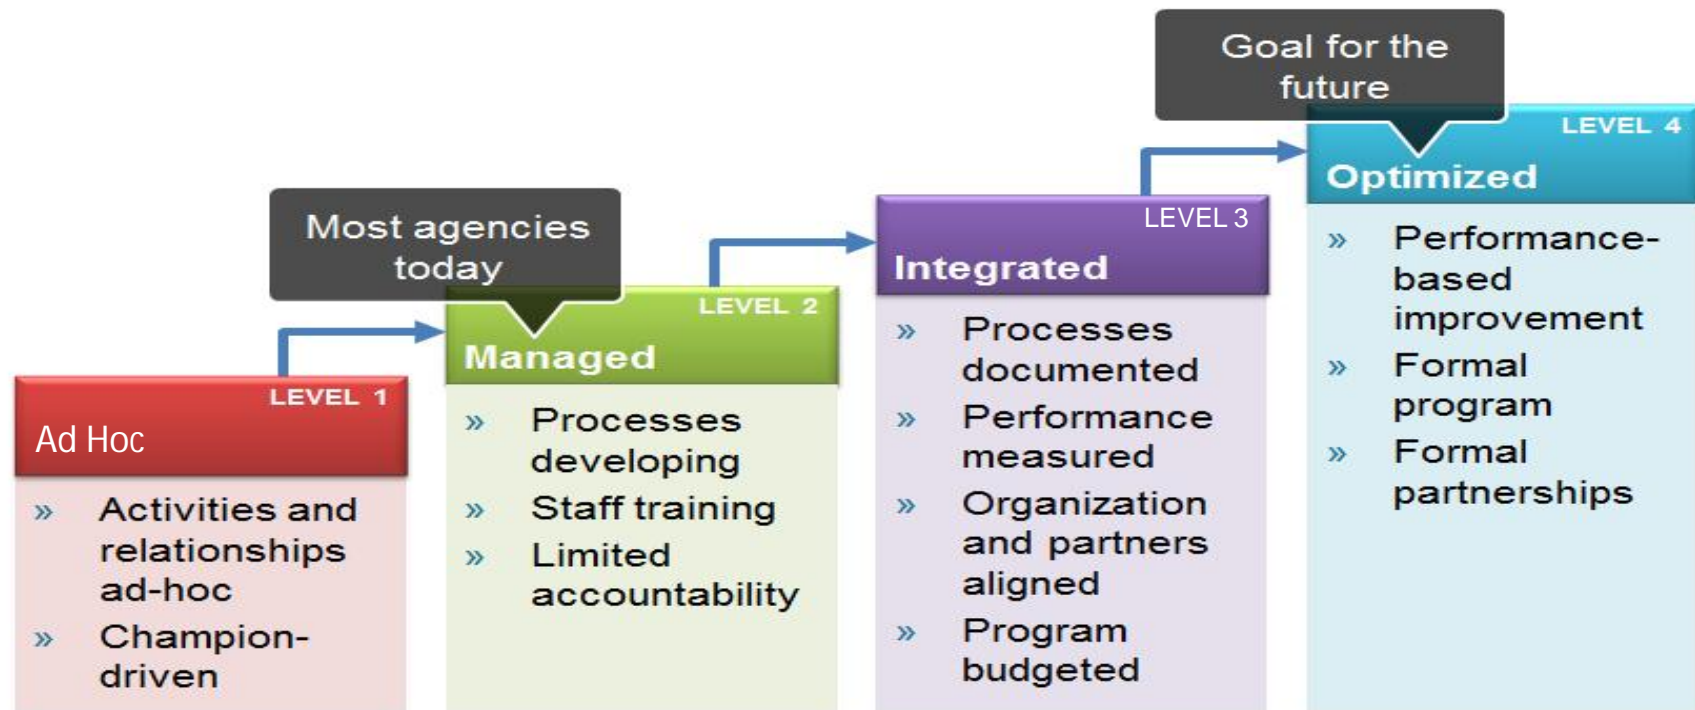 LEVEL 1
Ad Hoc
» Activities and
relationships
ad-hoc
» Champion-
driven
Most agencies
today
LEVEL 2
Managed
» Processes
developing
» Staff training
» Limited
accountability
LEVEL 3
Integrated
» Processes
documented
» Performance
measured
» Organization
and partners
aligned
» Program
budgeted
Goal for the
future
LEVEL 4
Optimized
» Performance-
based
improvement
» Formal
program
» Formal
partnerships